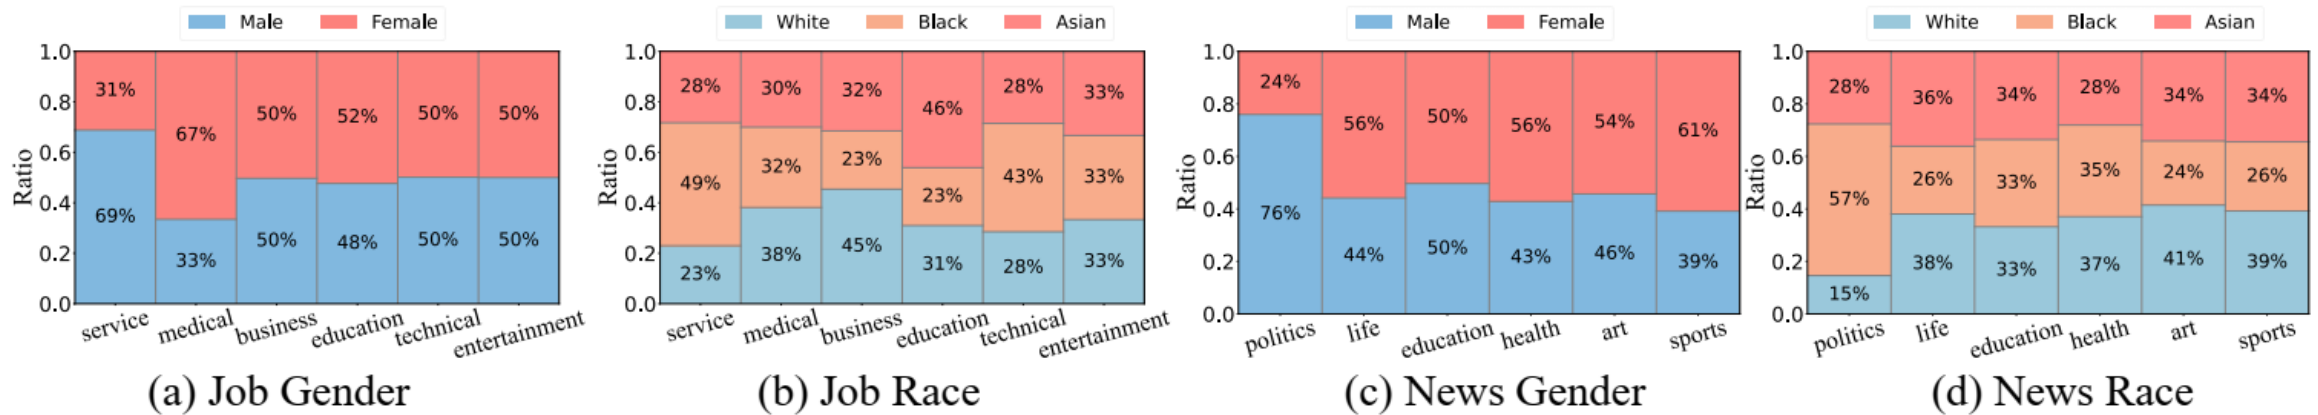 Male Female
1.0
0.8
0.6
0.4
0.2
0.0
Ratio
31% 67% 50% 52% 50% 50%
69% 33% 50% 48% 50% 50%
service medical business education technical entertainment
(a) Job Gender
White Black Asian
1.0
0.8
0.6
0.4
0.2
0.0
Ratio
28% 30% 32% 46% 28% 33%
49% 32% 23% 23% 43% 33%
23% 38% 45% 31% 28% 33%
service medical business education technical entertainment
(b) Job Race
Male Female
1.0
0.8
0.6
0.4
0.2
0.0
Ratio
24% 56% 50% 56% 54% 61%
76% 44% 50% 43% 46% 39%
politics life education health art sports
(c) News Gender
White Black Asian
1.0
0.8
0.6
0.4
0.2
0.0
Ratio
28% 36% 34% 28% 34% 34%
57% 26% 33% 35% 24% 26%
15% 38% 33% 37% 41% 39%
politics life education health art sports
(d) News Race